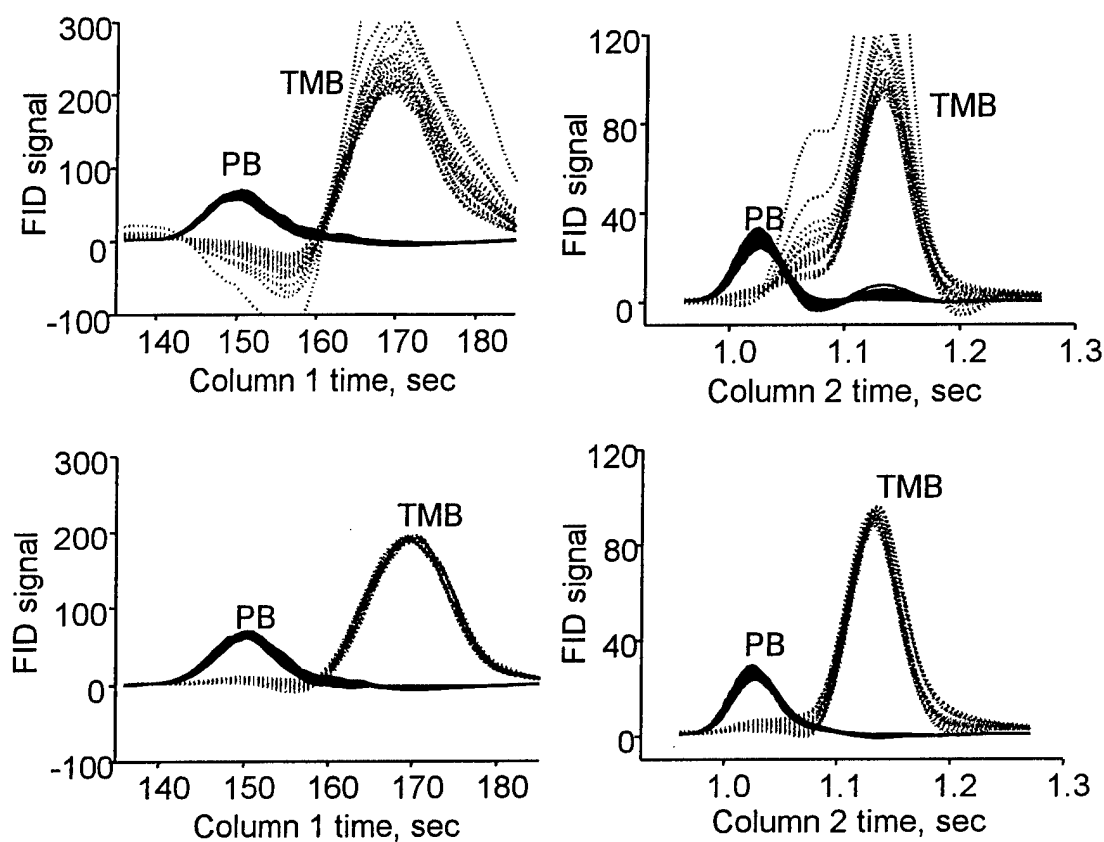 300
200
100
0
-100
FID signal
TMB
PB
140 150 160 170 180
Column 1 time, sec
120
80
40
0
FID signal
TMB
PB
1.0 1.1 1.2 1.3
Column 2 time, sec
300
200
100
0
-100
FID signal
TMB
PB
140 150 160 170 180
Column 1 time, sec
120
80
40
0
FID signal
TMB
PB
1.0 1.1 1.2 1.3
Column 2 time, sec